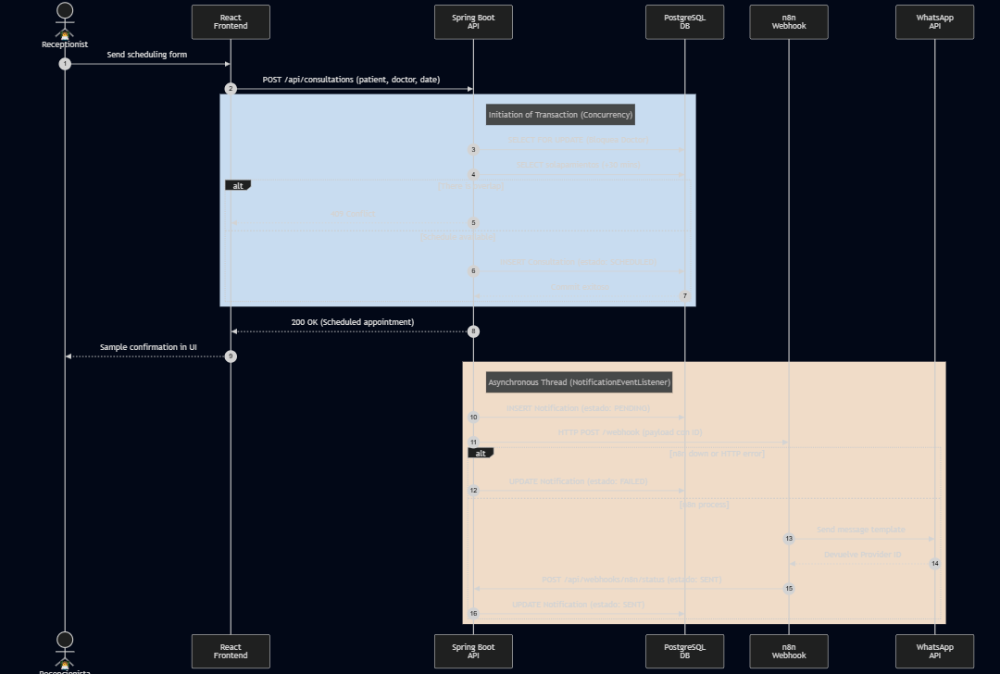 React
Frontend
Spring Boot
API
PostgreSQL
DB
n8n
Webhook
WhatsApp
API
Receptionist
1
Send scheduling form
2
POST /api/consultations (patient, doctor, date)
Initiation of Transaction (Concurrency)
3
4
alt
5
6
7
200 OK (Scheduled appointment)
8
Sample confirmation in UI
9
Asynchronous Thread (NotificationEventListener)
INSERT Notification (estado: PENDING)
10
HTTP POST /webhook (payload con ID)
11
alt
[n8n down or HTTP error]
UPDATE Notification (estado: FAILED)
12
[n8n process]
Send message template
13
Devuelve Provider ID
14
POST /api/webhooks/n8n/status (estado: SENT)
15
UPDATE Notification (estado: SENT)
16
React
Frontend
Spring Boot
API
PostgreSQL
DB
n8n
Webhook
WhatsApp
API
Recepcionista